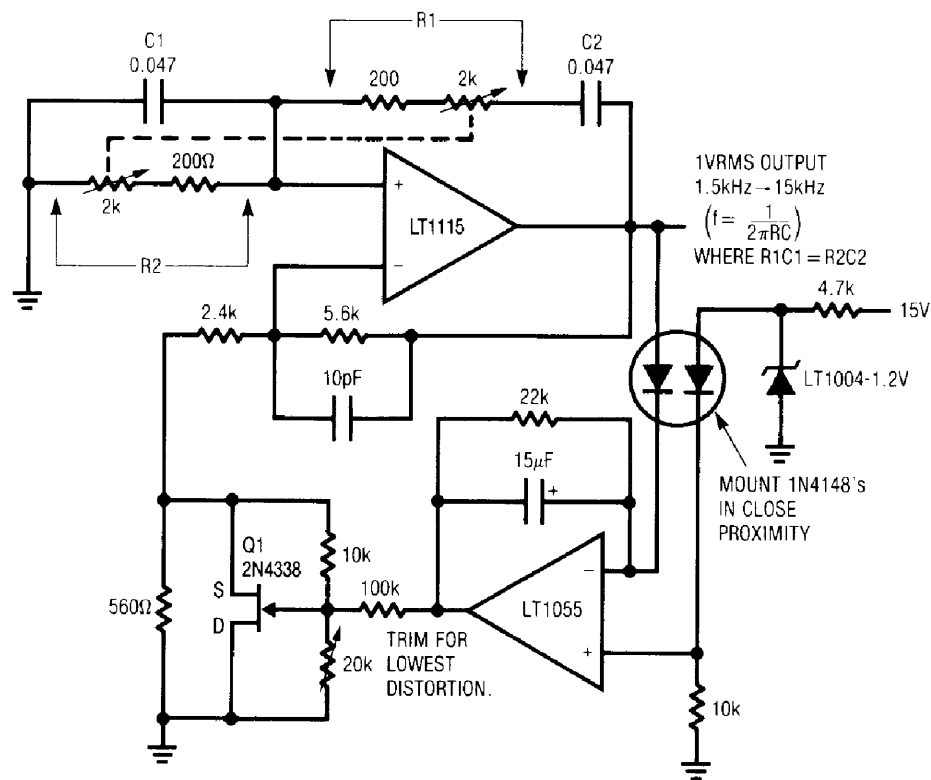 R1
C1
0.047
C2
0.047
200
2k
200Ω
2k
R2
+
LT1115
−
1VRMS OUTPUT
1.5kHz→15kHz
(f = 1/2πRC)
WHERE R1C1 = R2C2
4.7k
15V
2.4k
5.6k
10pF
LT1004-1.2V
22k
15µF
+
MOUNT 1N4148`s
IN CLOSE
PROXIMITY
Q1
2N4338
10k
100k
−
LT1055
+
S
D
560Ω
20k
TRIM FOR
LOWEST
DISTORTION.
10k